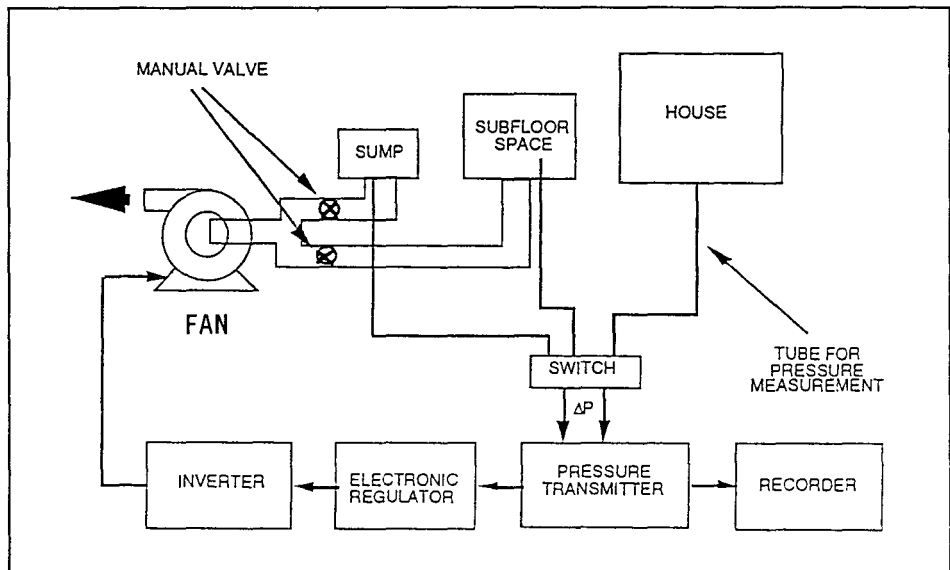 MANUAL VALVE
SUMP
SUBFLOOR
SPACE
HOUSE
FAN
SWITCH
ΔP
TUBE FOR
PRESSURE
MEASUREMENT
INVERTER
ELECTRONIC
REGULATOR
PRESSURE
TRANSMITTER
RECORDER